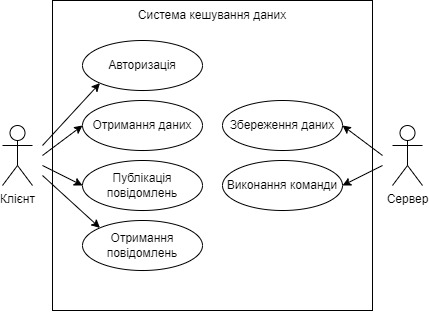 Система кешування даних
Авторизація
Отримання даних
Збереження даних
Публікація
повідомлень
Виконання команди
Клієнт
Сервер
Отримання
повідомлень